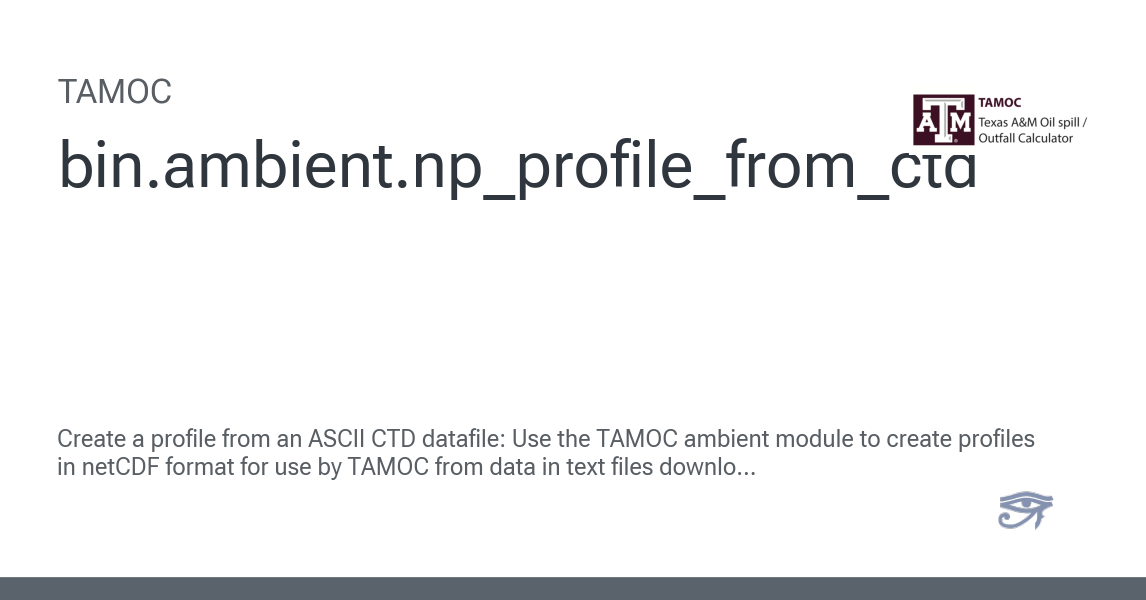 TAMOC
bin.ambient.np_profile_from_ctd
ATM
TAMOC
Texas A&M Oil spill /
Outfall Calculator
Create a profile from an ASCII CTD datafile: Use the TAMOC ambient module to create profiles
in netCDF format for use by TAMOC from data in text files downlo...